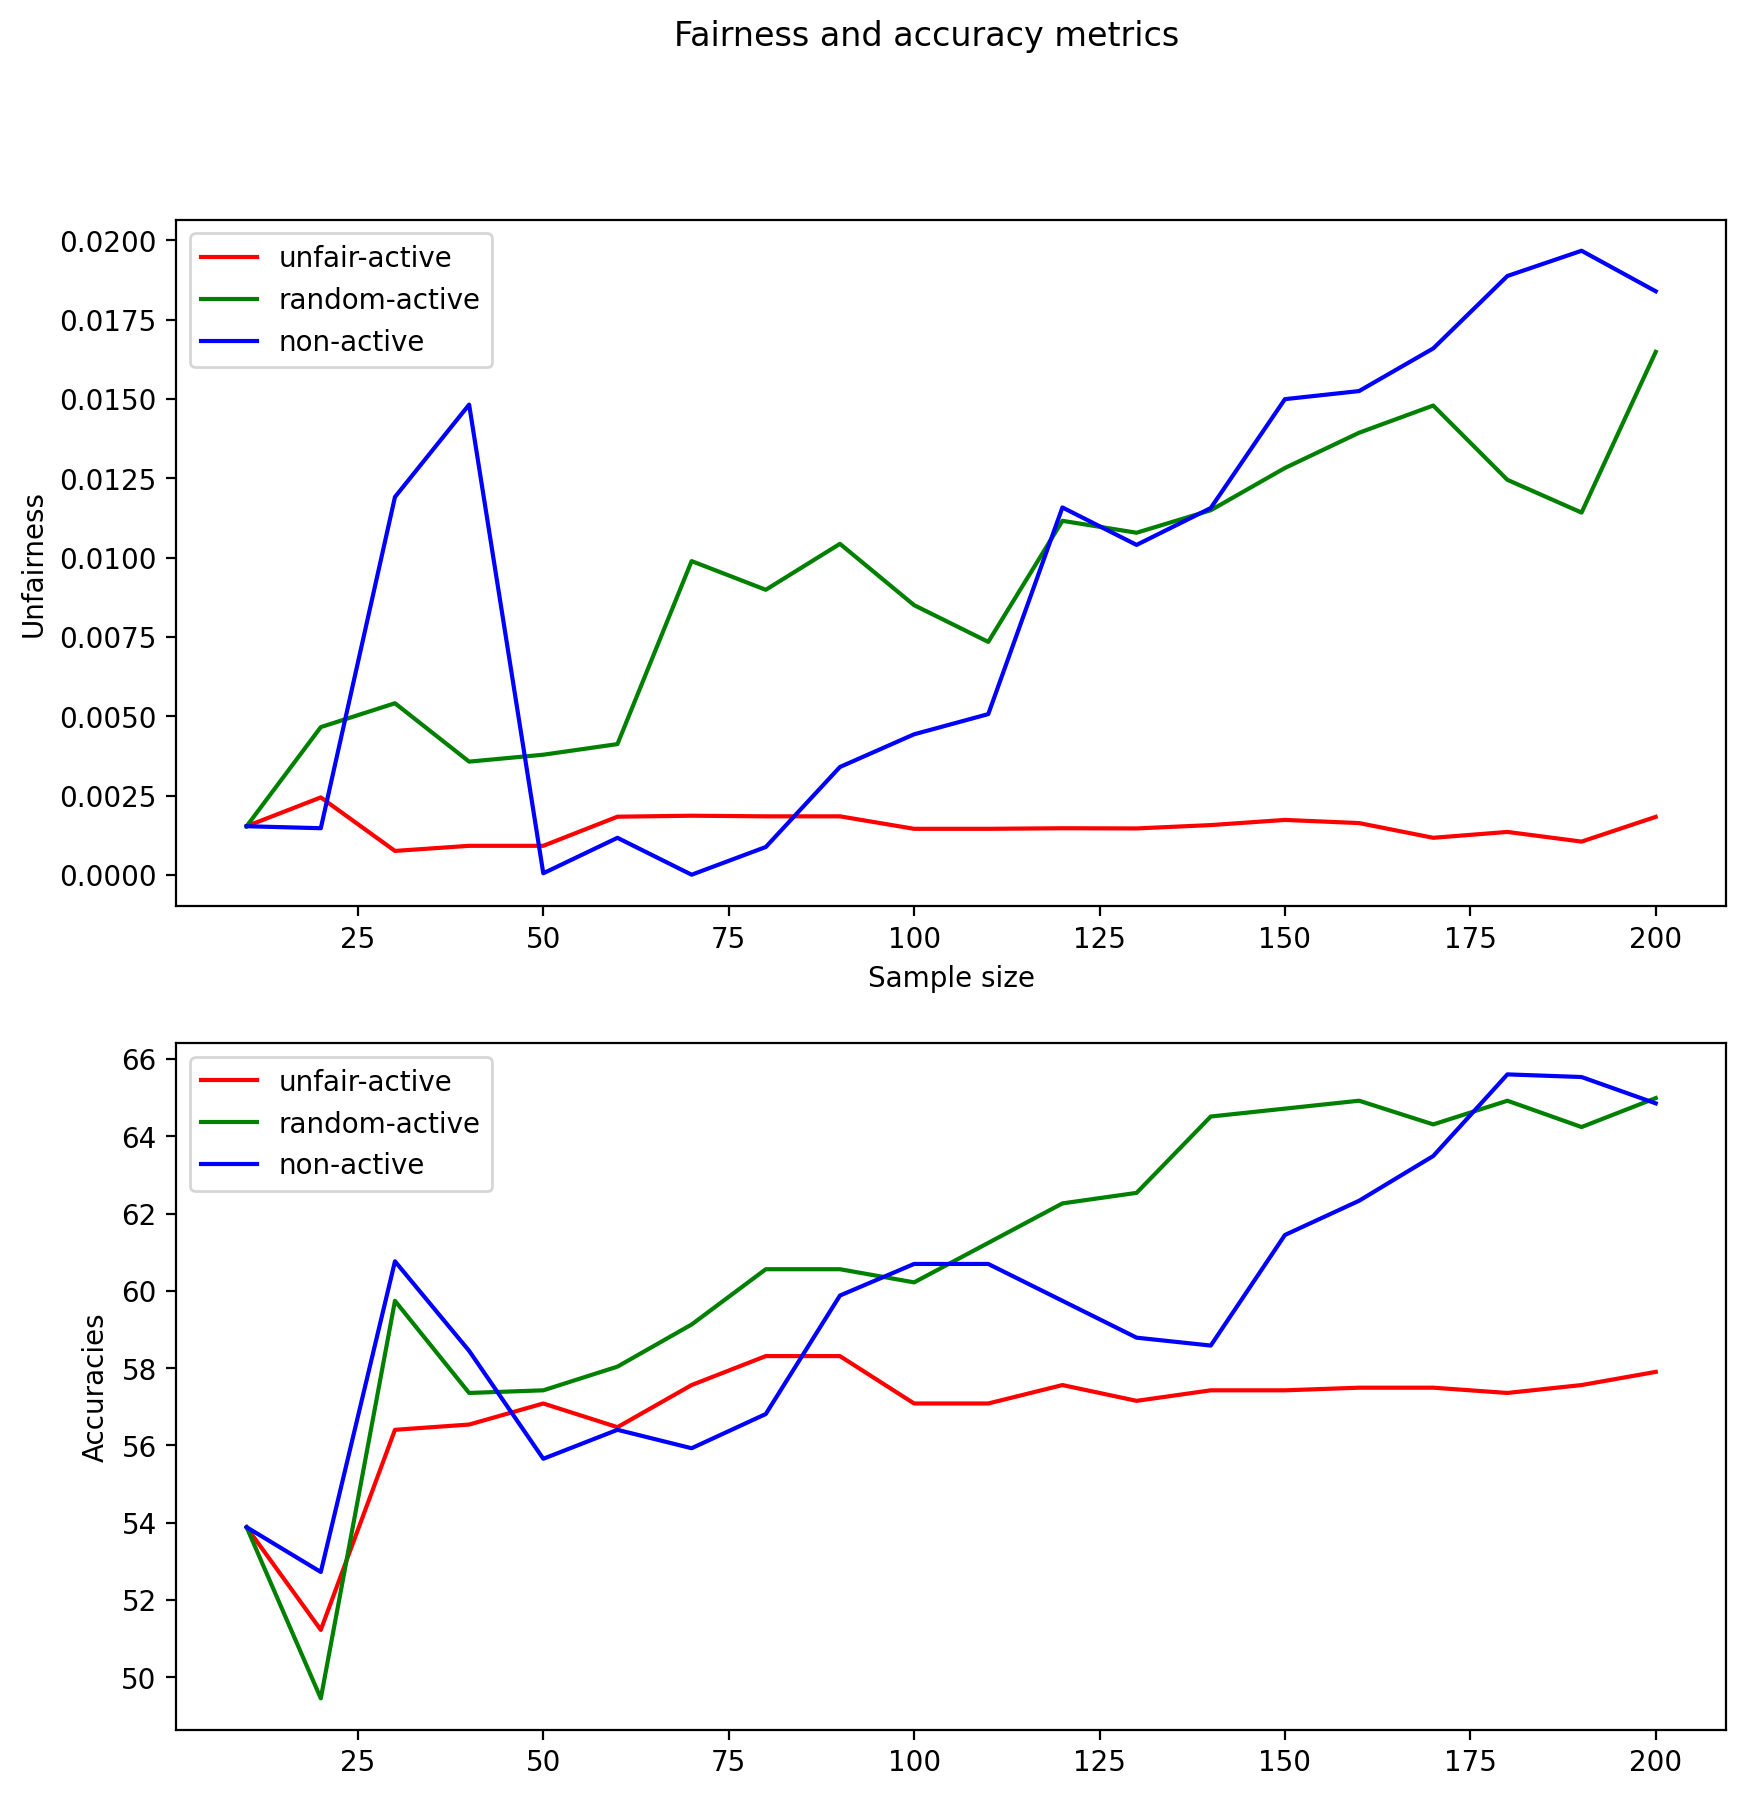 Fairness and accuracy metrics
0.0200
0.0175
0.0150
0.0125
0.0100
0.0075
0.0050
0.0025
0.0000
Unfairness
unfair-active
random-active
non-active
25 50 75 100 125 150 175 200
Sample size
66
64
62
60
58
56
54
52
50
Accuracies
unfair-active
random-active
non-active
25 50 75 100 125 150 175 200